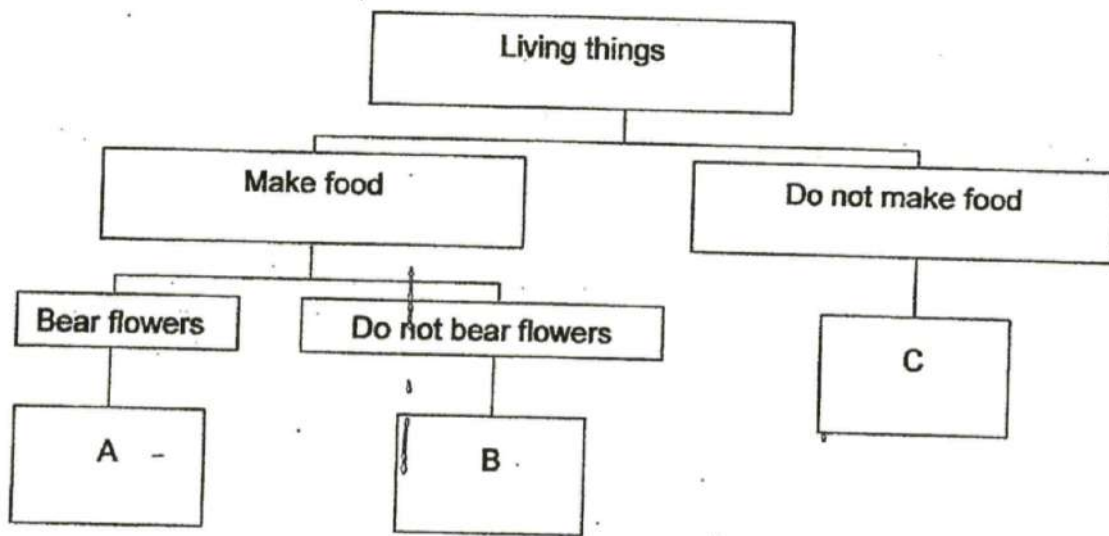 Living things
Make food
Do not make food
Bear flowers
Do not bear flowers
A
B
C